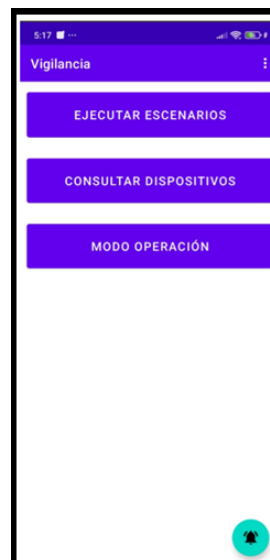 5:17
Vigilancia
EJECUTAR ESCENARIOS
CONSULTAR DISPOSITIVOS
MODO OPERACIÓN